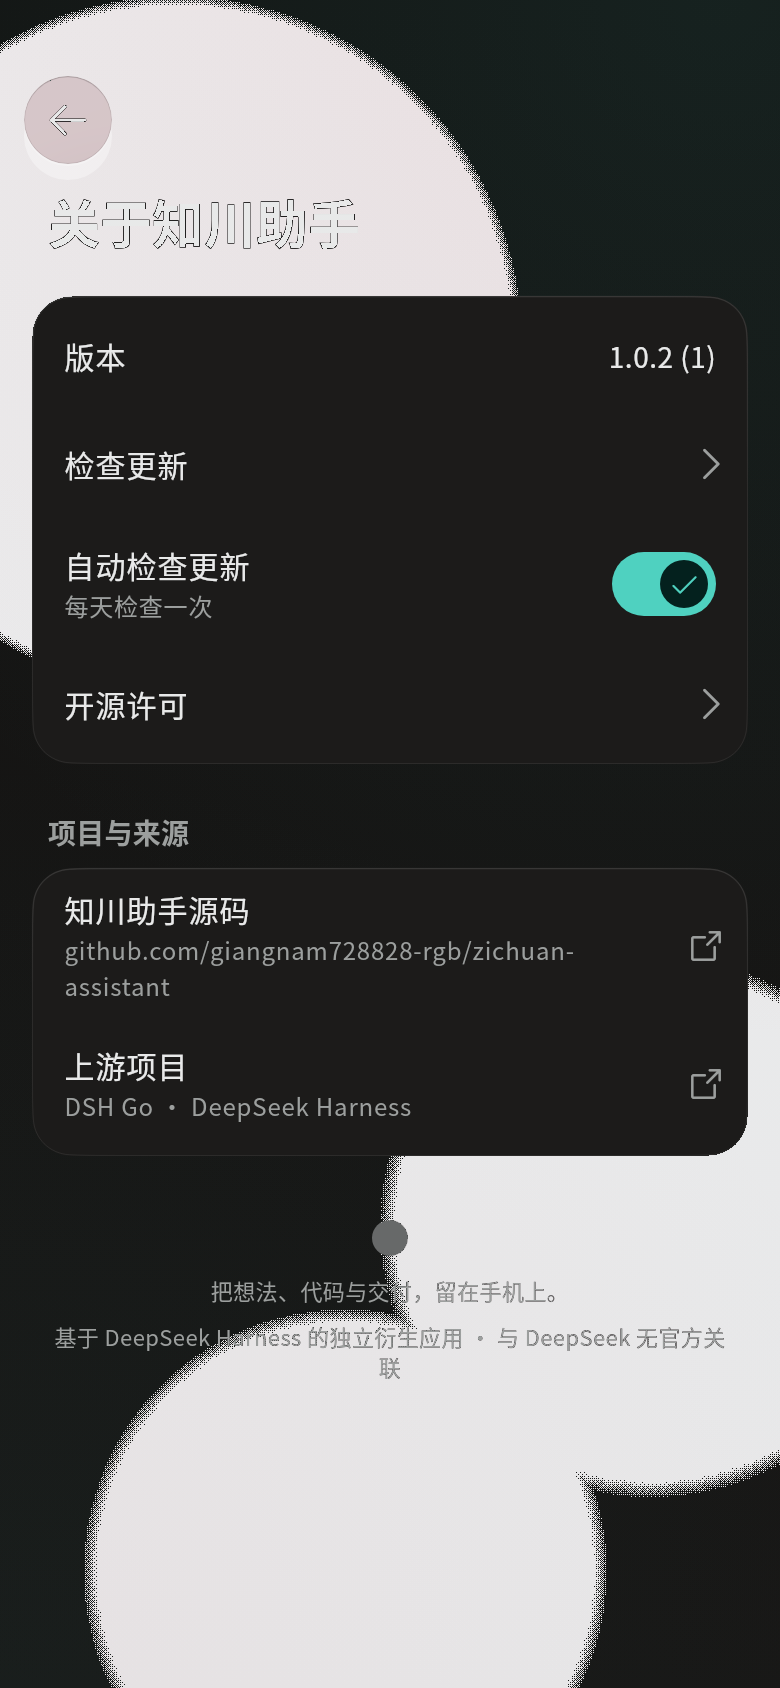 关于知川助手
版本
1.0.2 (1)
检查更新
自动检查更新
每天检查一次
开源许可
项目与来源
知川助手源码
github.com/giangnam728828-rgb/zichuan-
assistant
上游项目
DSH Go · DeepSeek Harness
把想法、代码与交付，留在手机上。
基于 DeepSeek Harness 的独立衍生应用 · 与 DeepSeek 无官方关
联